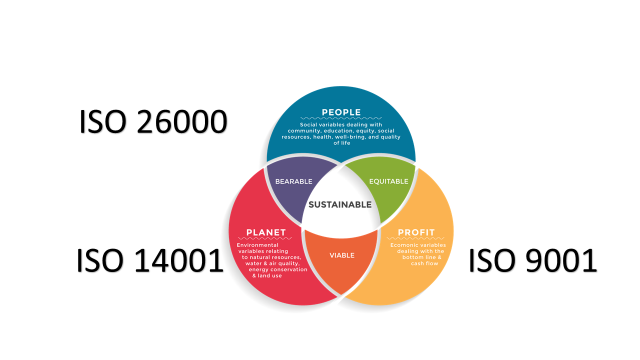 PEOPLE
Social variables dealing with
community, education, equity, social
resources, health, well-bring, and quality
of life
ISO 26000
BEARABLE
EQUITABLE
SUSTAINABLE
PLANET
Environmental
variables relating
to natural resources,
water & air quality,
energy conservation
& land use
ISO 14001
PROFIT
Economic variables
dealing with the
bottom line &
cash flow
ISO 9001
VIABLE